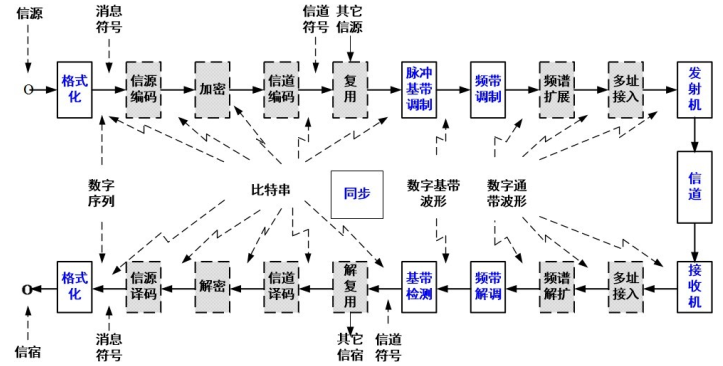 信源
消息
符号
信道
符号
其它
信源
格式
化
信源
编码
加密
信道
编码
复
用
脉冲
基带
调制
频带
调制
频谱
扩展
多址
接入
发
射
机
数字
序列
比特串
同步
数字基带
波形
数字通
带波形
信
道
格式
化
信源
译码
解密
信道
译码
解
复
用
基带
检测
频带
解调
频谱
解扩
多址
接入
接
收
机
信宿
消息
符号
其它
信宿
信道
符号